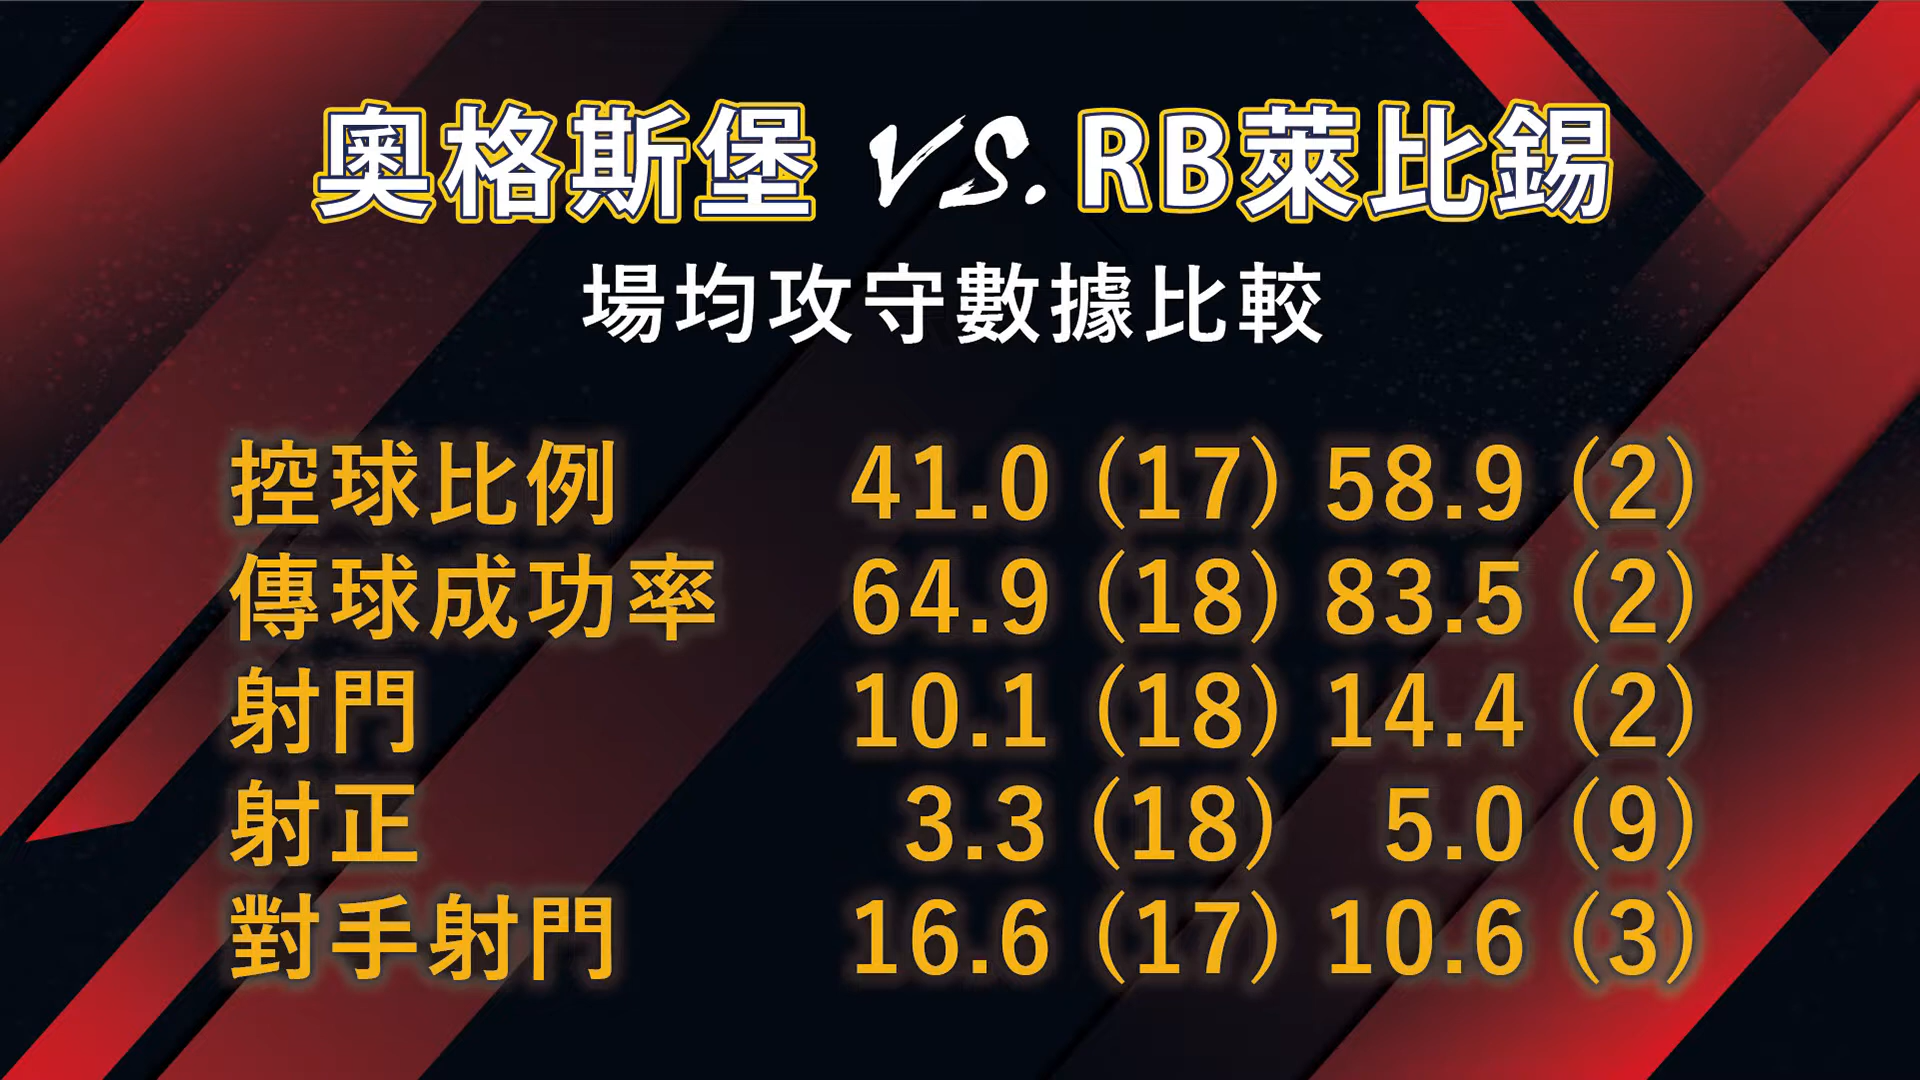 奧格斯堡 VS. RB萊比錫
場均攻守數據比較
控球比例 41.0 (17) 58.9 (2)
傳球成功率 64.9 (18) 83.5 (2)
射門 10.1 (18) 14.4 (2)
射正 3.3 (18) 5.0 (9)
對手射門 16.6 (17) 10.6 (3)